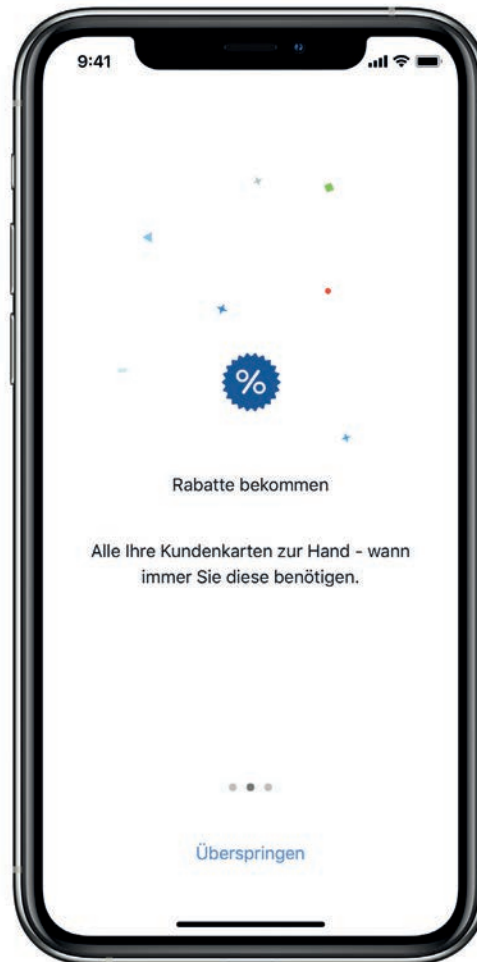 9:41
%
Rabatte bekommen
Alle Ihre Kundenkarten zur Hand - wann
immer Sie diese benötigen.
Überspringen